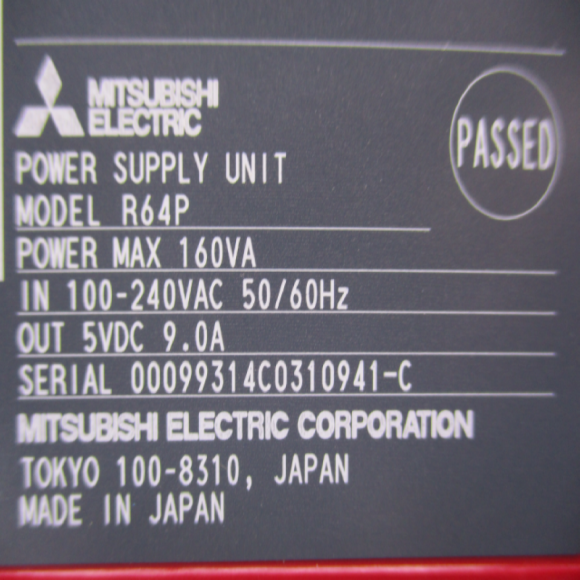 MITSUBISHI
ELECTRIC
PASSED
POWER SUPPLY UNIT
MODEL R64P
POWER MAX 160VA
IN 100-240VAC 50/60Hz
OUT 5VDC 9.0A
SERIAL 00099314C0310941-C
MITSUBISHI ELECTRIC CORPORATION
TOKYO 100-8310, JAPAN
MADE IN JAPAN